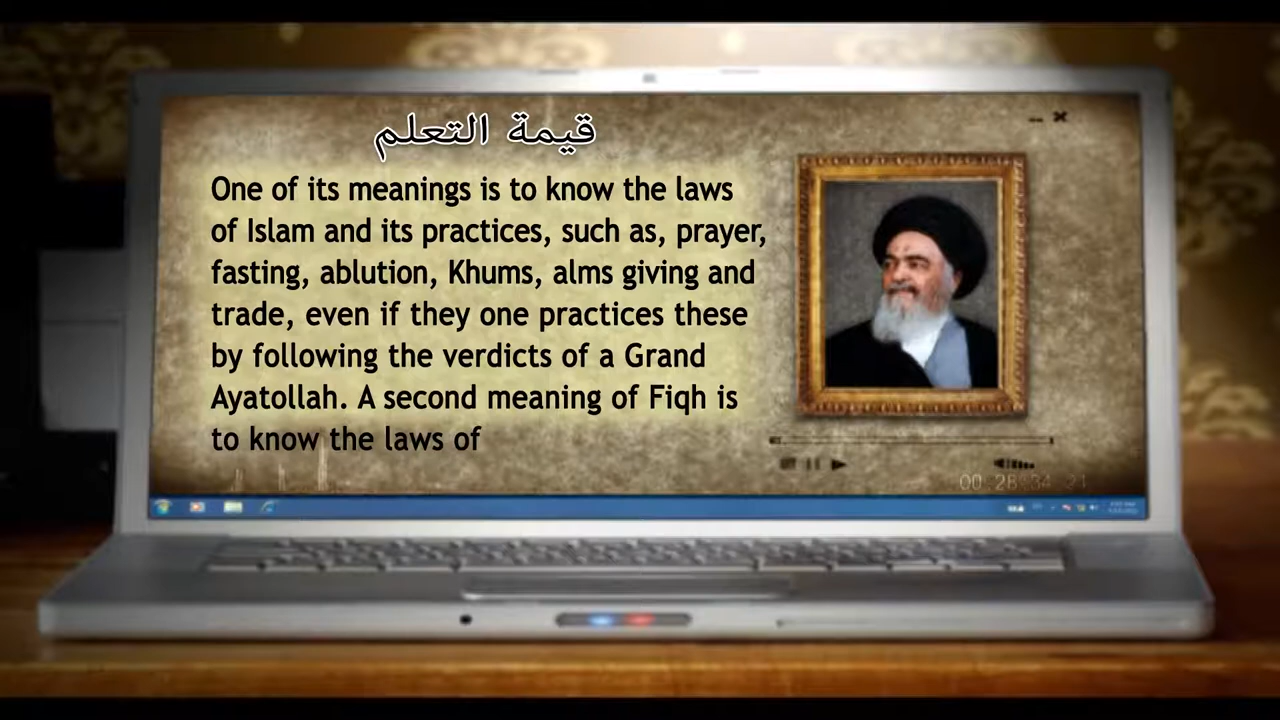 قيمة التعلم
One of its meanings is to know the laws
of Islam and its practices, such as, prayer,
fasting, ablution, Khums, alms giving and
trade, even if they one practices these
by following the verdicts of a Grand
Ayatollah. A second meaning of Fiqh is
to know the laws of